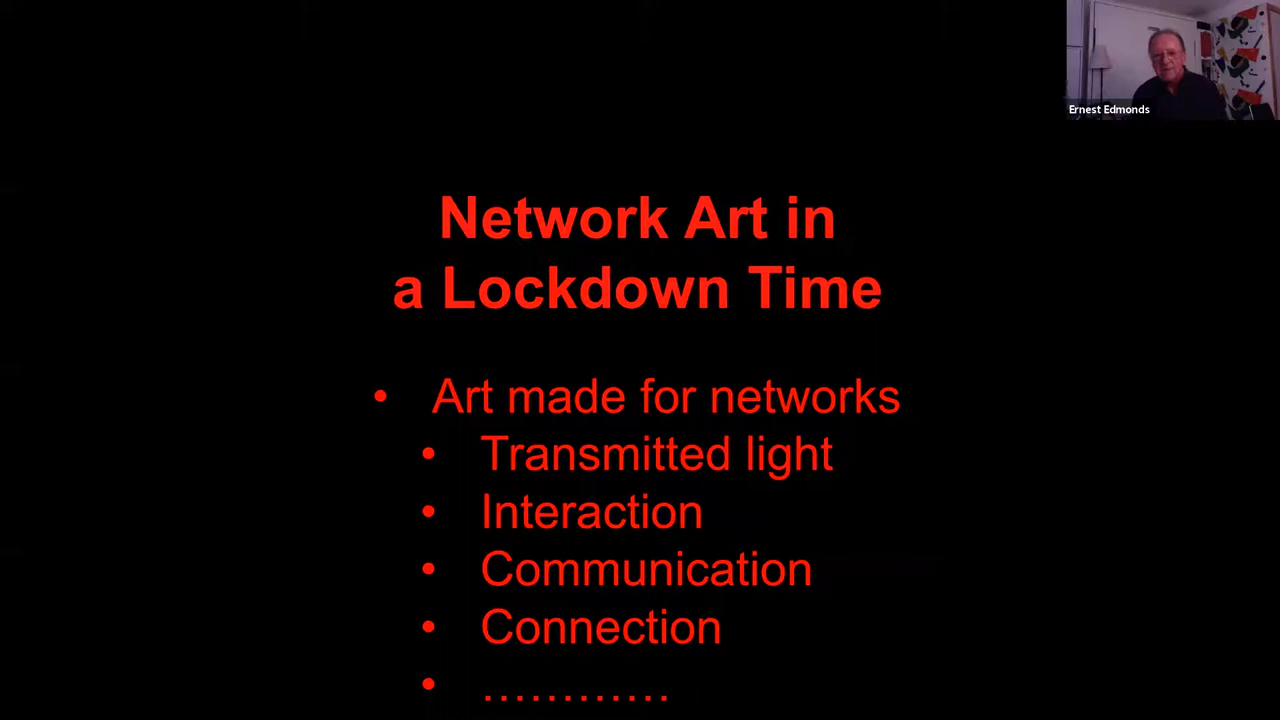 Ernest Edmonds
Network Art in
a Lockdown Time
• Art made for networks
• Transmitted light
• Interaction
• Communication
• Connection
• …………